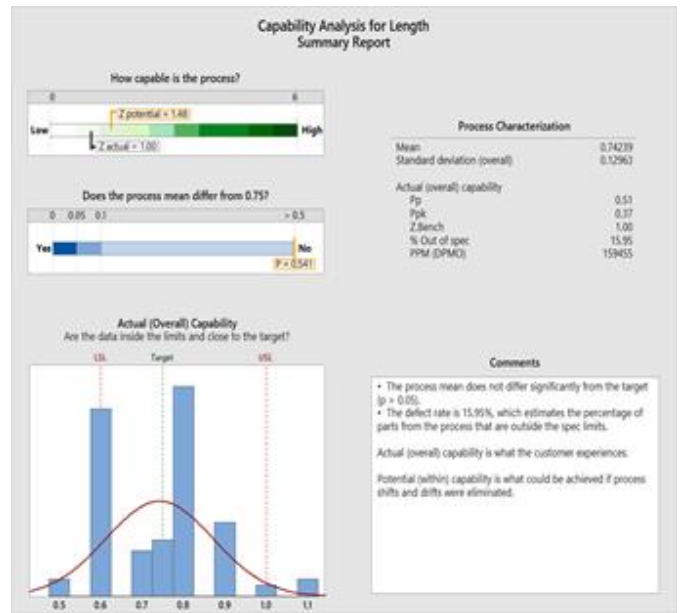 Capability Analysis for Length
Summary Report
How capable is the process?
0 6
Low High
Z potential = 1.48
Z actual = 1.00
Does the process mean differ from 0.75?
0 0.05 0.1 > 0.5
Yes No
P = 0.541
Process Characterization
Mean 0.74239
Standard deviation (overall) 0.12963
Actual (overall) capability
Pp 0.51
Ppk 0.37
Z.Bench 1.00
% Out of spec 15.95
PPM (DPMO) 159455
Actual (Overall) Capability
Are the data inside the limits and close to the target?
LSL Target USL
0.5 0.6 0.7 0.8 0.9 1.0 1.1
Comments
• The process mean does not differ significantly from the target
(p > 0.05).
• The defect rate is 15.95%, which estimates the percentage of
parts from the process that are outside the spec limits.
Actual (overall) capability is what the customer experiences.
Potential (within) capability is what could be achieved if process
shifts and drifts were eliminated.